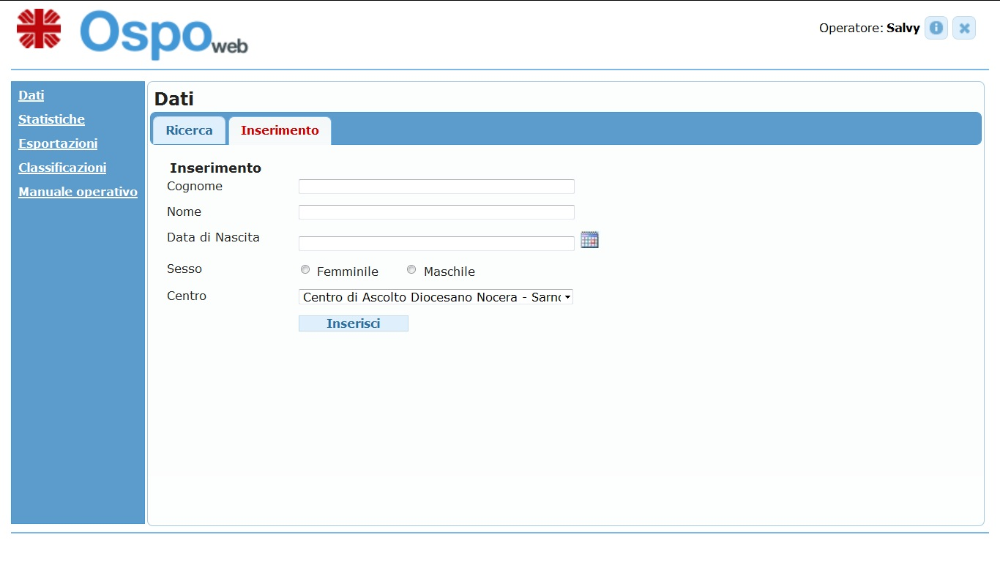 Ospoweb
Operatore: Salvy
Dati
Statistiche
Esportazioni
Classificazioni
Manuale operativo
Dati
Ricerca
Inserimento
Inserimento
Cognome
Nome
Data di Nascita
Sesso
Femminile
Maschile
Centro
Centro di Ascolto Diocesano Nocera - Sarno
Inserisci